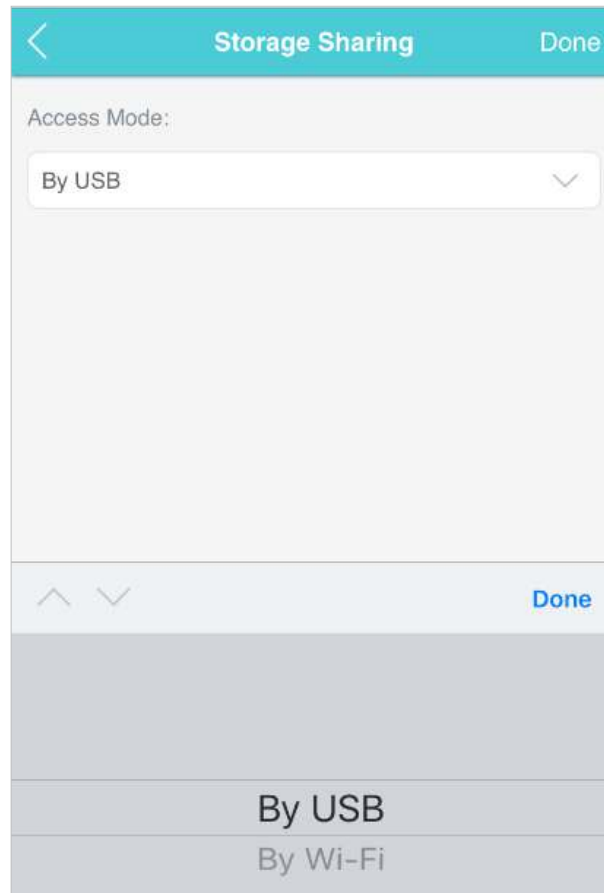 Storage Sharing Done
Access Mode:
By USB
Done
By USB
By Wi-Fi